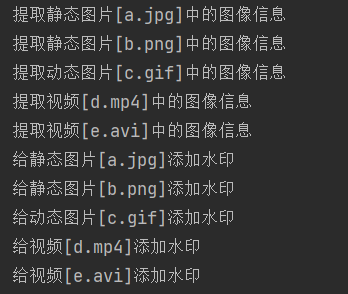 提取静态图片[a.jpg]中的图像信息
提取静态图片[b.png]中的图像信息
提取动态图片[c.gif]中的图像信息
提取视频[d.mp4]中的图像信息
提取视频[e.avi]中的图像信息
给静态图片[a.jpg]添加水印
给静态图片[b.png]添加水印
给动态图片[c.gif]添加水印
给视频[d.mp4]添加水印
给视频[e.avi]添加水印